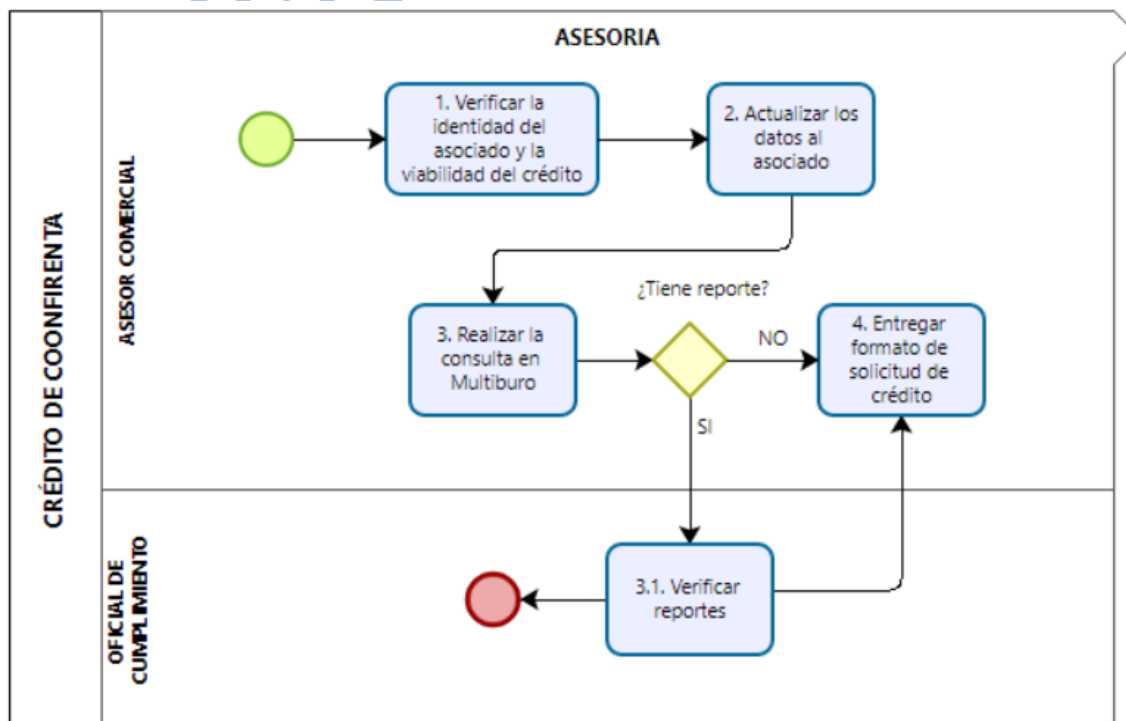 ASESORIA
CRÉDITO DE COONFIRENTA
ASESOR COMERCIAL
1. Verificar la
identidad del
asociado y la
viabilidad del crédito
2. Actualizar los
datos al
asociado
¿Tiene reporte?
3. Realizar la
consulta en
Multiburo
NO
4. Entregar
formato de
solicitud de
crédito
SI
OFICIAL DE
CUMPLIMIENTO
3.1. Verificar
reportes